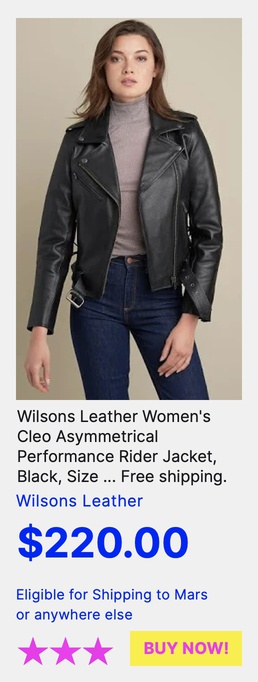 Wilsons Leather Women's
Cleo Asymmetrical
Performance Rider Jacket,
Black, Size ... Free shipping.
Wilsons Leather
$220.00
Eligible for Shipping to Mars
or anywhere else
BUY NOW!